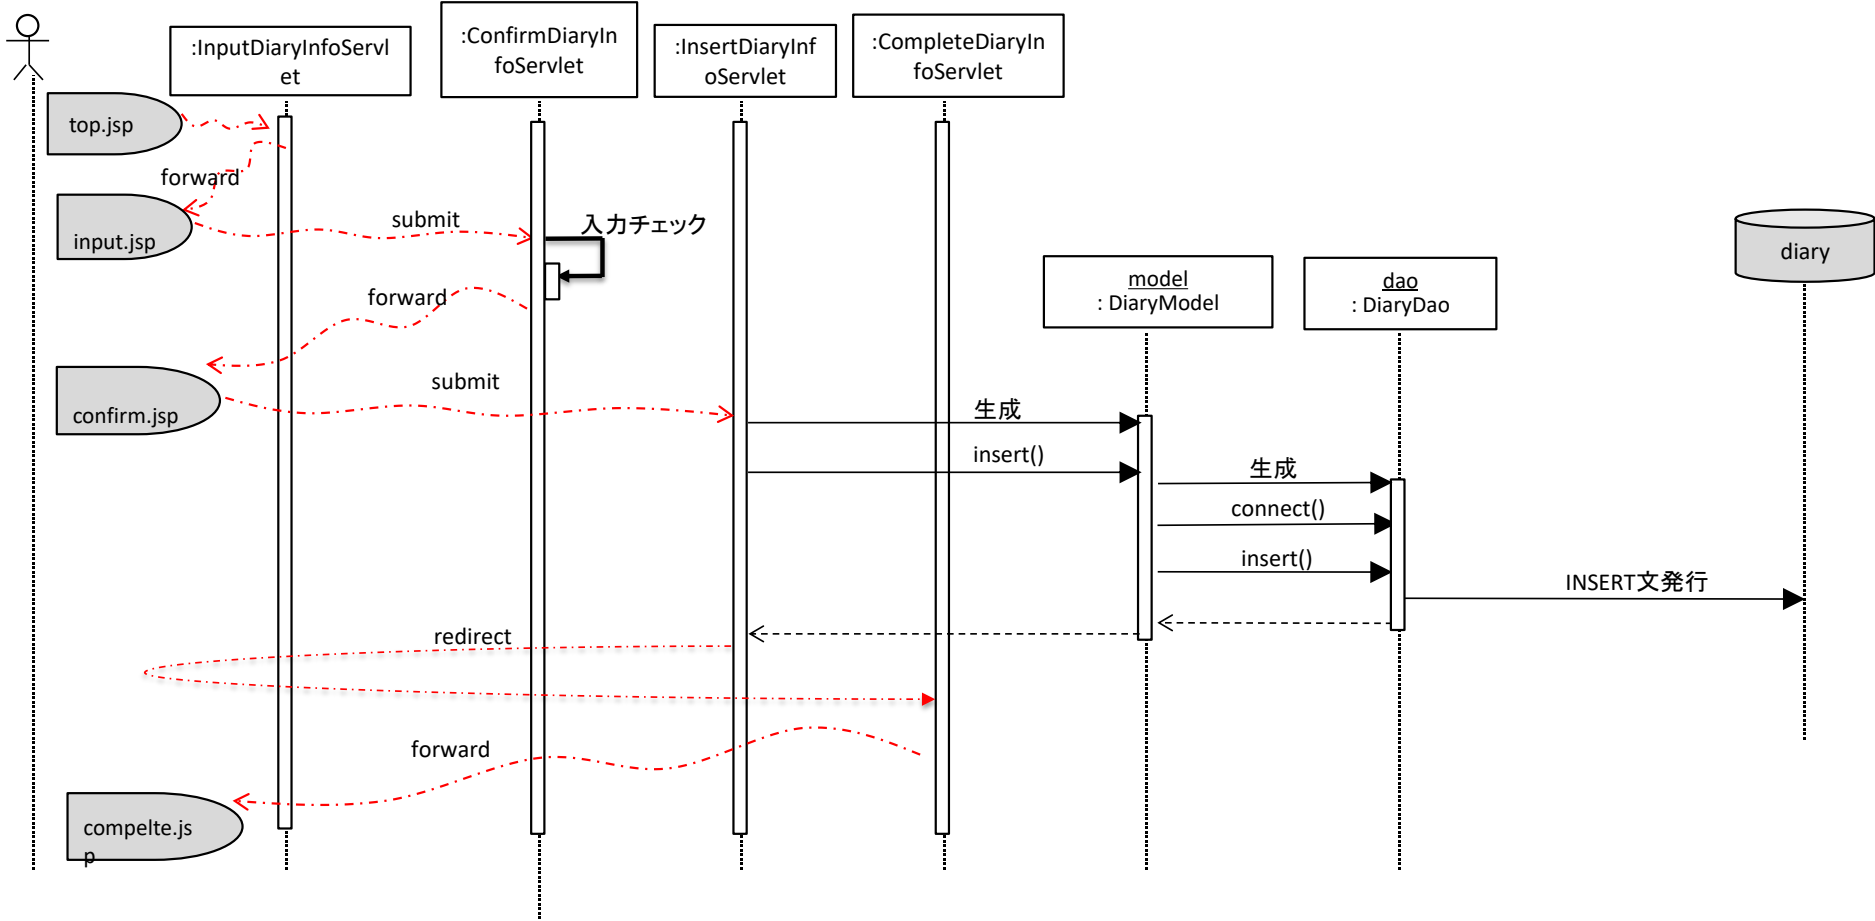 :InputDiaryInfoServl
et
:ConfirmDiaryIn
foServlet
:InsertDiaryInf
oServlet
:CompleteDiaryIn
foServlet
top.jsp
forward
input.jsp
submit
入力チェック
forward
diary
model
: DiaryModel
dao
: DiaryDao
confirm.jsp
submit
生成
insert()
生成
connect()
insert()
INSERT文発行
redirect
forward
compelte.js
p